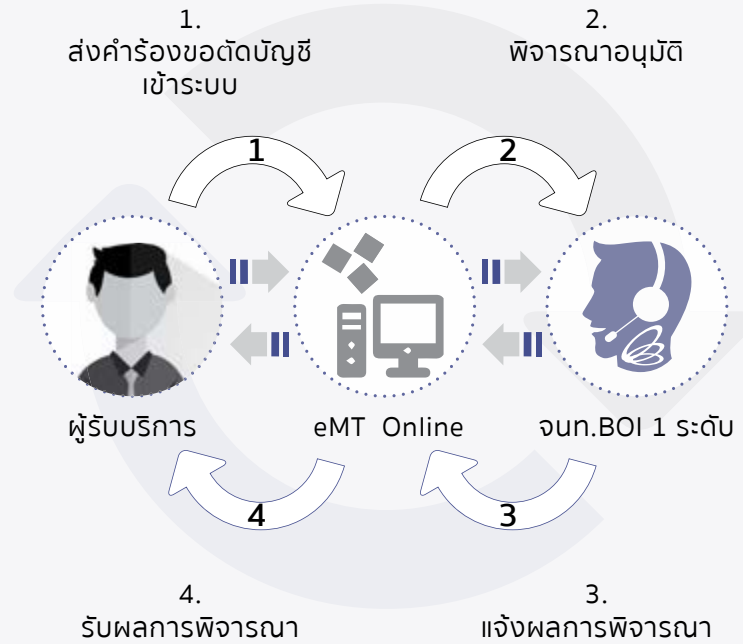 1.
ส่งคำร้องขอตัดบัญชี
เข้าระบบ
2.
พิจารณาอนุมัติ
1
2
ผู้รับบริการ
eMT Online
จนท.BOI 1 ระดับ
4
3
4.
รับผลการพิจารณา
3.
แจ้งผลการพิจารณา